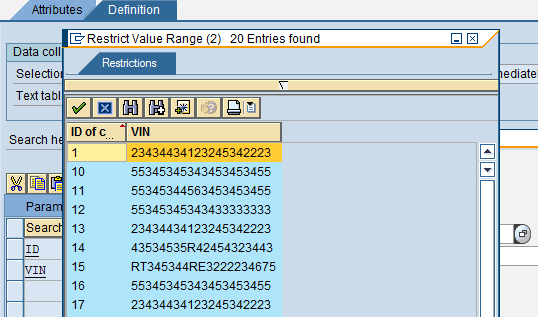 Attributes
Definition
Restrict Value Range (2) 20 Entries found
Data coll
Restrictions
Selection
mediatel
Text tabl
ID of c... VIN
Search he
1 23434434123245342223
10 55345345343453453455
11 55345344563453453455
12 55345345343433333333
13 23434434123245342223
Param
14 43534535R42454323443
Search
15 RT345344RE3222234675
ID
16 55345345343453453455
VIN
17 23434434123245342223